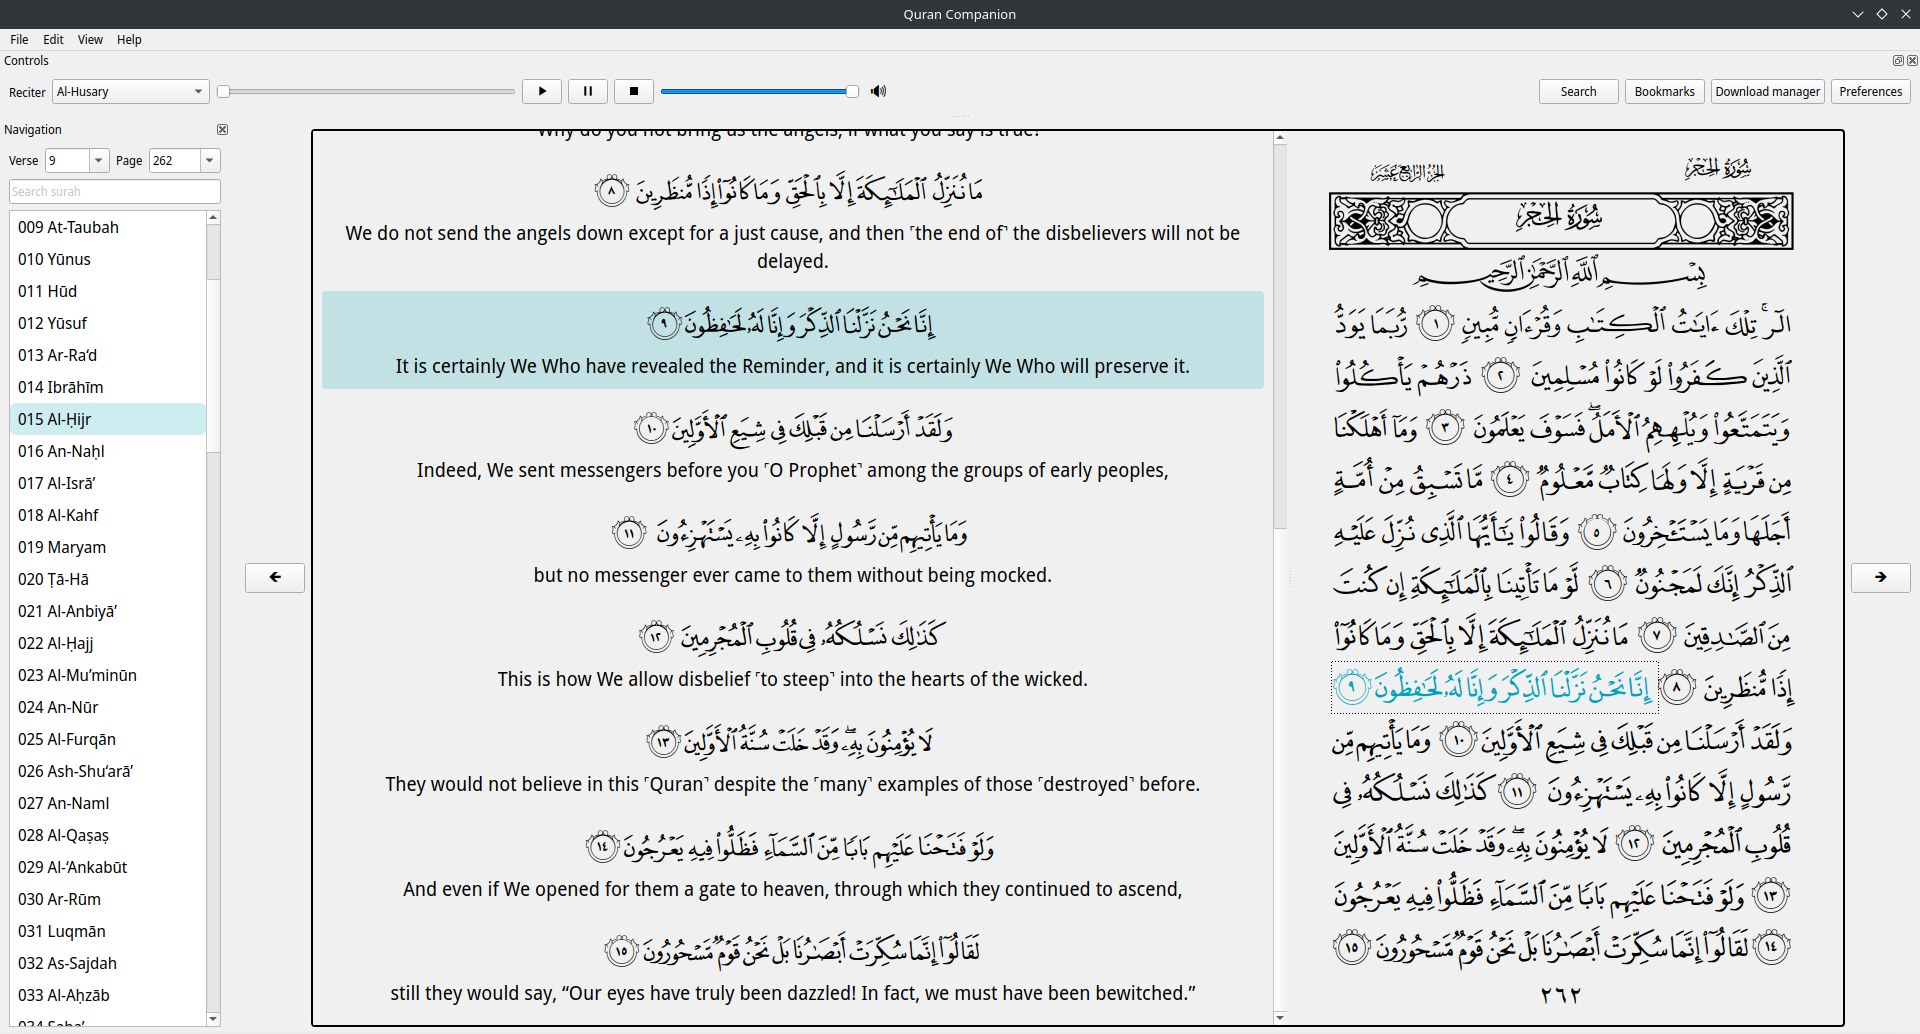 Quran Companion
File Edit View Help
Controls
Reciter Al-Husary Search Bookmarks Download manager Preferences
Navigation
Verse 9 Page 262
Search surah
009 At-Taubah
010 Yūnus
011 Hūd
012 Yūsuf
013 Ar-Ra‘d
014 Ibrāhīm
015 Al-Ḥijr
016 An-Naḥl
017 Al-Isrā’
018 Al-Kahf
019 Maryam
020 Ṭā-Hā
021 Al-Anbiyā’
022 Al-Ḥajj
023 Al-Mu’minūn
024 An-Nūr
025 Al-Furqān
026 Ash-Shu‘arā’
027 An-Naml
028 Al-Qaṣaṣ
029 Al-‘Ankabūt
030 Ar-Rūm
031 Luqmān
032 As-Sajdah
033 Al-Aḥzāb
034 Saba’
Why do you not bring us the angels, if what you say is true?
مَا نُنَزِّلُ ٱلْمَلَـٰٓئِكَةَ إِلَّا بِٱلْحَقِّ وَمَا كَانُوٓا۟ إِذًا مُّنظَرِينَ ٨
We do not send the angels down except for a just cause, and then ˹the end of˺ the disbelievers will not be
delayed.
إِنَّا نَحْنُ نَزَّلْنَا ٱلذِّكْرَ وَإِنَّا لَهُۥ لَحَـٰفِظُونَ ٩
It is certainly We Who have revealed the Reminder, and it is certainly We Who will preserve it.
وَلَقَدْ أَرْسَلْنَا مِن قَبْلِكَ فِى شِيَعِ ٱلْأَوَّلِينَ ١٠
Indeed, We sent messengers before you ˹O Prophet˺ among the groups of early peoples,
وَمَا يَأْتِيهِم مِّن رَّسُولٍ إِلَّا كَانُوا۟ بِهِۦ يَسْتَهْزِءُونَ ١١
but no messenger ever came to them without being mocked.
كَذَٰلِكَ نَسْلُكُهُۥ فِى قُلُوبِ ٱلْمُجْرِمِينَ ١٢
This is how We allow disbelief ˹to steep˺ into the hearts of the wicked.
لَا يُؤْمِنُونَ بِهِۦ ۖ وَقَدْ خَلَتْ سُنَّةُ ٱلْأَوَّلِينَ ١٣
They would not believe in this ˹Quran˺ despite the ˹many˺ examples of those ˹destroyed˺ before.
وَلَوْ فَتَحْنَا عَلَيْهِم بَابًا مِّنَ ٱلسَّمَآءِ فَظَلُّوا۟ فِيهِ يَعْرُجُونَ ١٤
And even if We opened for them a gate to heaven, through which they continued to ascend,
لَقَالُوٓا۟ إِنَّمَا سُكِّرَتْ أَبْصَـٰرُنَا بَلْ نَحْنُ قَوْمٌ مَّسْحُورُونَ ١٥
still they would say, “Our eyes have truly been dazzled! In fact, we must have been bewitched.”
سُورَةُ الحِجْرِ الجزء الرابع عشر
سُورَةُ الحِجْرِ
بِسْمِ ٱللَّهِ ٱلرَّحْمَـٰنِ ٱلرَّحِيمِ
الٓر ۚ تِلْكَ ءَايَـٰتُ ٱلْكِتَـٰبِ وَقُرْءَانٍ مُّبِينٍ ١ رُّبَمَا يَوَدُّ
ٱلَّذِينَ كَفَرُوا۟ لَوْ كَانُوا۟ مُسْلِمِينَ ٢ ذَرْهُمْ يَأْكُلُوا۟
وَيَتَمَتَّعُوا۟ وَيُلْهِهِمُ ٱلْأَمَلُ ۖ فَسَوْفَ يَعْلَمُونَ ٣ وَمَآ أَهْلَكْنَا
مِن قَرْيَةٍ إِلَّا وَلَهَا كِتَابٌ مَّعْلُومٌ ٤ مَّا تَسْبِقُ مِنْ أُمَّةٍ
أَجَلَهَا وَمَا يَسْتَـْٔخِرُونَ ٥ وَقَالُوا۟ يَـٰٓأَيُّهَا ٱلَّذِى نُزِّلَ عَلَيْهِ
ٱلذِّكْرُ إِنَّكَ لَمَجْنُونٌ ٦ لَّوْ مَا تَأْتِينَا بِٱلْمَلَـٰٓئِكَةِ إِن كُنتَ
مِنَ ٱلصَّـٰدِقِينَ ٧ مَا نُنَزِّلُ ٱلْمَلَـٰٓئِكَةَ إِلَّا بِٱلْحَقِّ وَمَا كَانُوٓا۟
إِذًا مُّنظَرِينَ ٨ إِنَّا نَحْنُ نَزَّلْنَا ٱلذِّكْرَ وَإِنَّا لَهُۥ لَحَـٰفِظُونَ ٩
وَلَقَدْ أَرْسَلْنَا مِن قَبْلِكَ فِى شِيَعِ ٱلْأَوَّلِينَ ١٠ وَمَا يَأْتِيهِم مِّن
رَّسُولٍ إِلَّا كَانُوا۟ بِهِۦ يَسْتَهْزِءُونَ ١١ كَذَٰلِكَ نَسْلُكُهُۥ فِى
قُلُوبِ ٱلْمُجْرِمِينَ ١٢ لَا يُؤْمِنُونَ بِهِۦ ۖ وَقَدْ خَلَتْ سُنَّةُ ٱلْأَوَّلِينَ
١٣ وَلَوْ فَتَحْنَا عَلَيْهِم بَابًا مِّنَ ٱلسَّمَآءِ فَظَلُّوا۟ فِيهِ يَعْرُجُونَ
١٤ لَقَالُوٓا۟ إِنَّمَا سُكِّرَتْ أَبْصَـٰرُنَا بَلْ نَحْنُ قَوْمٌ مَّسْحُورُونَ ١٥
٢٦٢